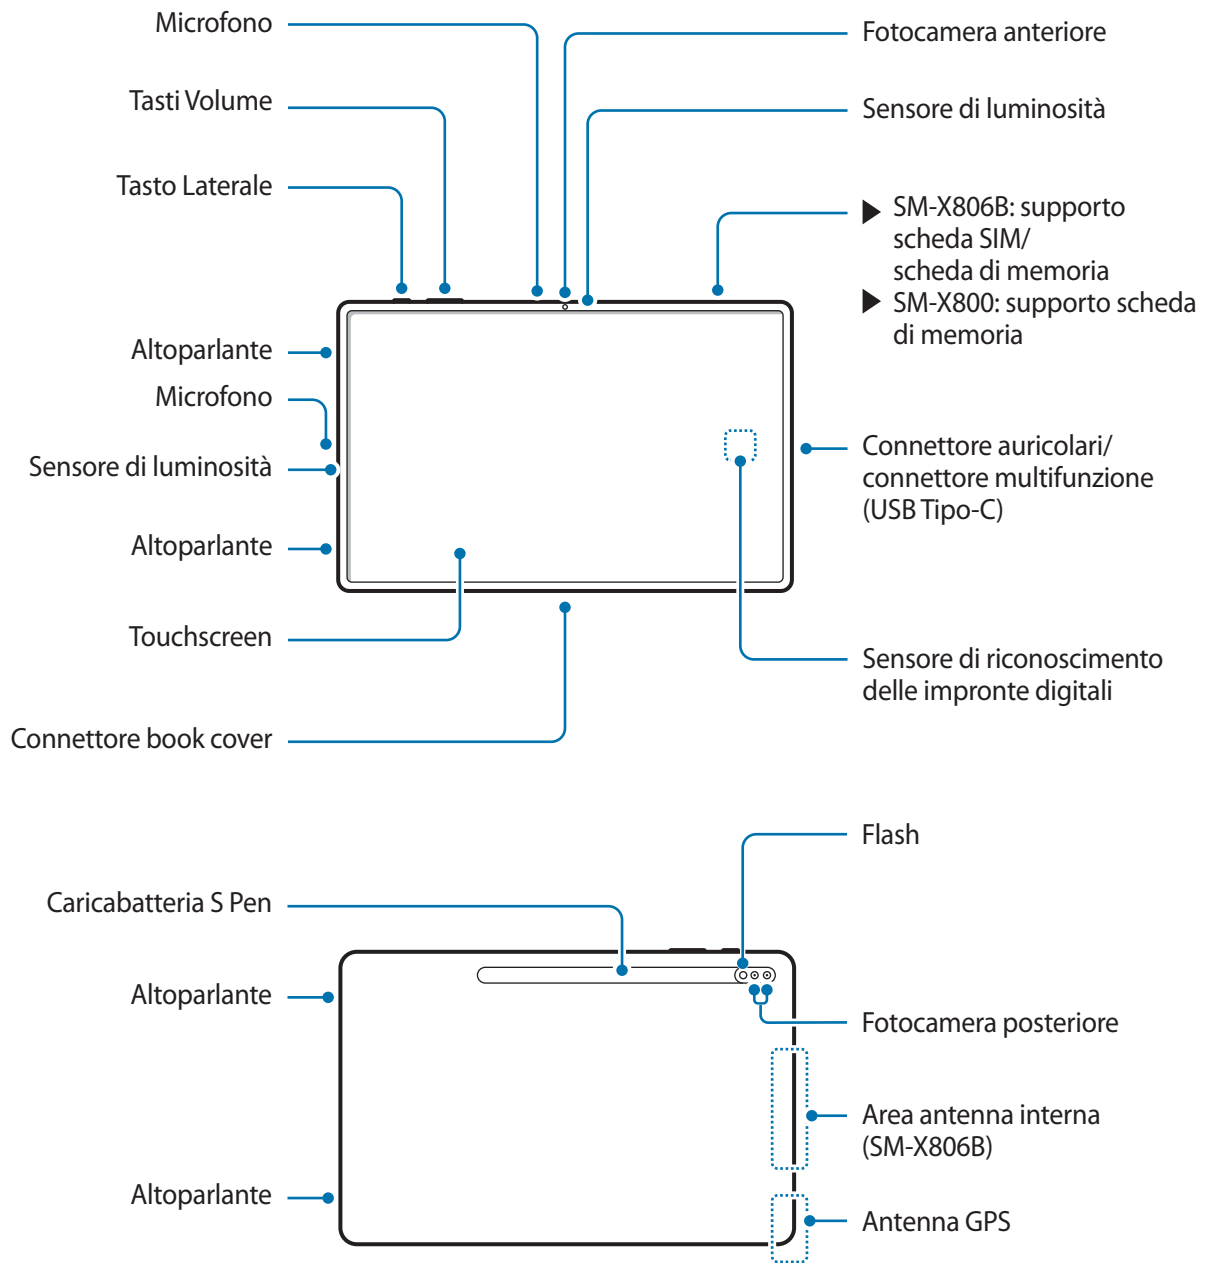 Microfono
Tasti Volume
Tasto Laterale
Altoparlante
Microfono
Sensore di luminosità
Altoparlante
Touchscreen
Connettore book cover
Fotocamera anteriore
Sensore di luminosità
▶ SM-X806B: supporto
scheda SIM/
scheda di memoria
▶ SM-X800: supporto scheda
di memoria
Connettore auricolari/
connettore multifunzione
(USB Tipo-C)
Sensore di riconoscimento
delle impronte digitali
Caricabatteria S Pen
Altoparlante
Altoparlante
Flash
Fotocamera posteriore
Area antenna interna
(SM-X806B)
Antenna GPS